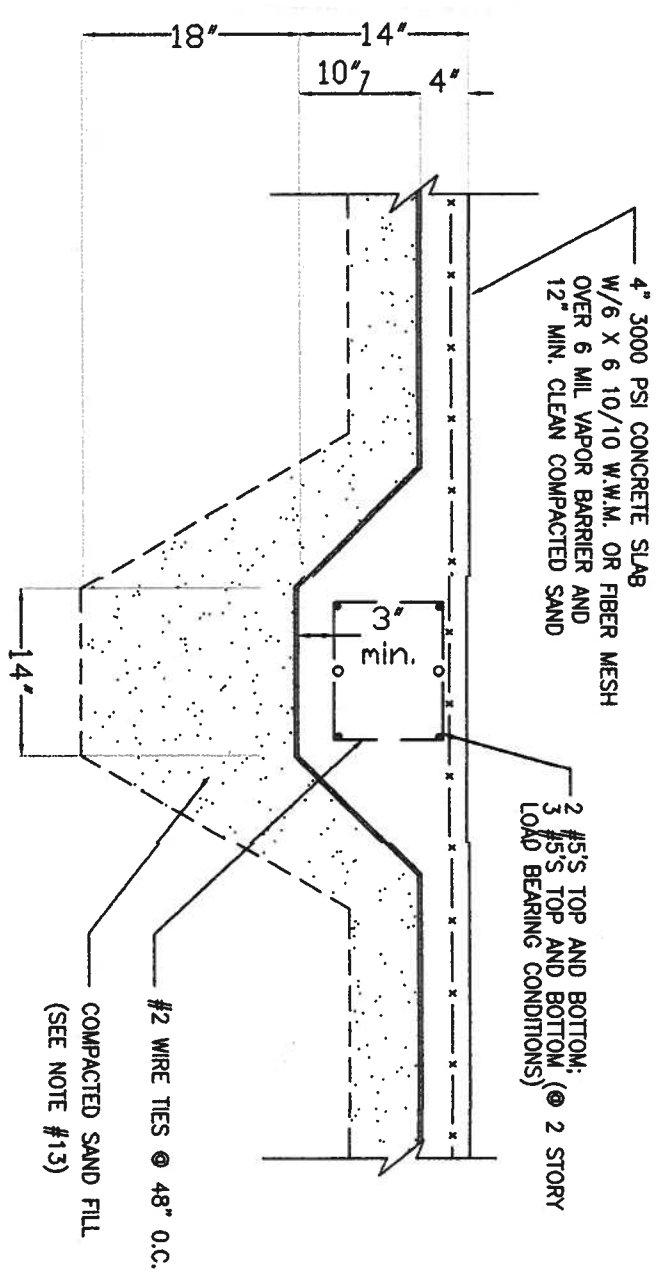 4" 3000 PSI CONCRETE SLAB
W/6 X 6 10/10 W.W.M. OR FIBER MESH
OVER 6 MIL VAPOR BARRIER AND
12" MIN. CLEAN COMPACTED SAND
2 #5'S TOP AND BOTTOM;
3 #5'S TOP AND BOTTOM (@ 2 STORY
LOAD BEARING CONDITIONS)
4"
14"
10"
18"
3"
min.
14"
#2 WIRE TIES @ 48" O.C.
COMPACTED SAND FILL
(SEE NOTE #13)